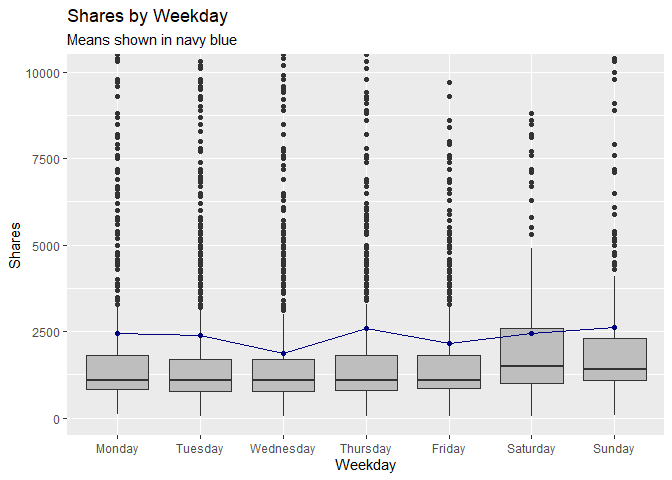 Shares by Weekday
Means shown in navy blue
10000
7500
5000
2500
0
Shares
Monday Tuesday Wednesday Thursday Friday Saturday Sunday
Weekday